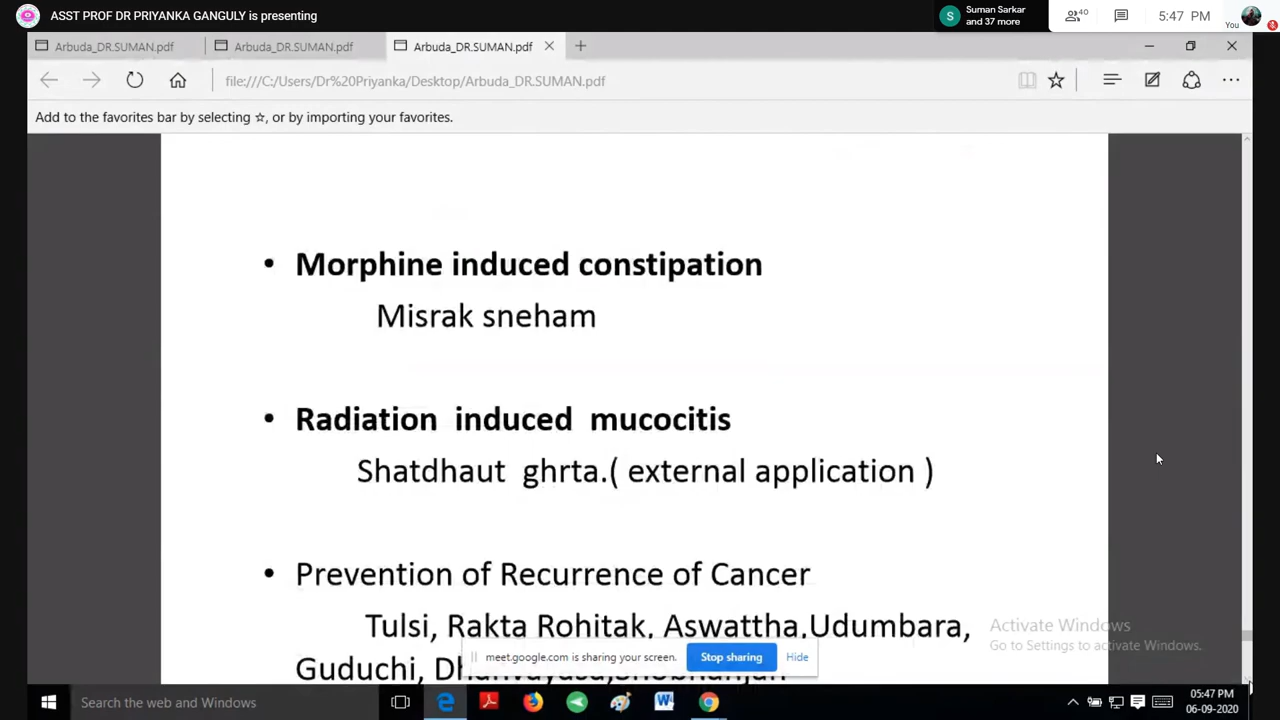 ASST PROF DR PRIYANKA GANGULY is presenting
S
Suman Sarkar
and 37 more
40
5:47 PM
You
Arbuda_DR.SUMAN.pdf
Arbuda_DR.SUMAN.pdf
Arbuda_DR.SUMAN.pdf
file:///C:/Users/Dr%20Priyanka/Desktop/Arbuda_DR.SUMAN.pdf
Add to the favorites bar by selecting ☆, or by importing your favorites.
• Morphine induced constipation
Misrak sneham
• Radiation induced mucocitis
Shatdhaut ghrta.( external application )
• Prevention of Recurrence of Cancer
Tulsi, Rakta Rohitak, Aswattha,Udumbara,
Guduchi,
Activate Windows
Go to Settings to activate Windows.
meet.google.com is sharing your screen.
Stop sharing
Hide
Search the web and Windows
05:47 PM
06-09-2020